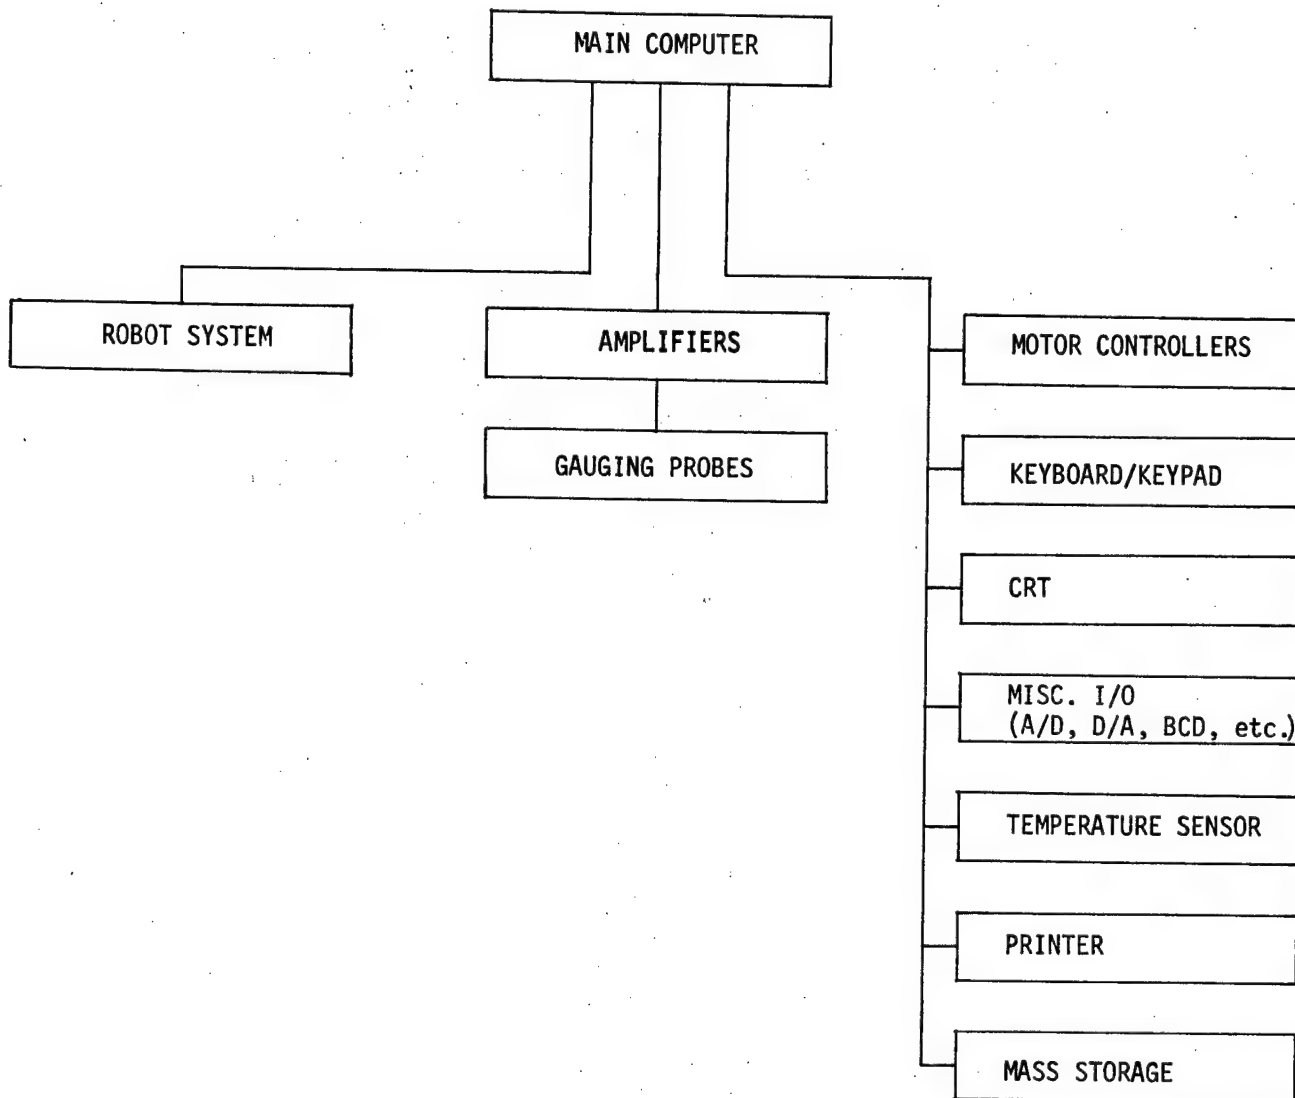 MAIN COMPUTER
ROBOT SYSTEM
AMPLIFIERS
GAUGING PROBES
MOTOR CONTROLLERS
KEYBOARD/KEYPAD
CRT
MISC. I/O
(A/D, D/A, BCD, etc.)
TEMPERATURE SENSOR
PRINTER
MASS STORAGE